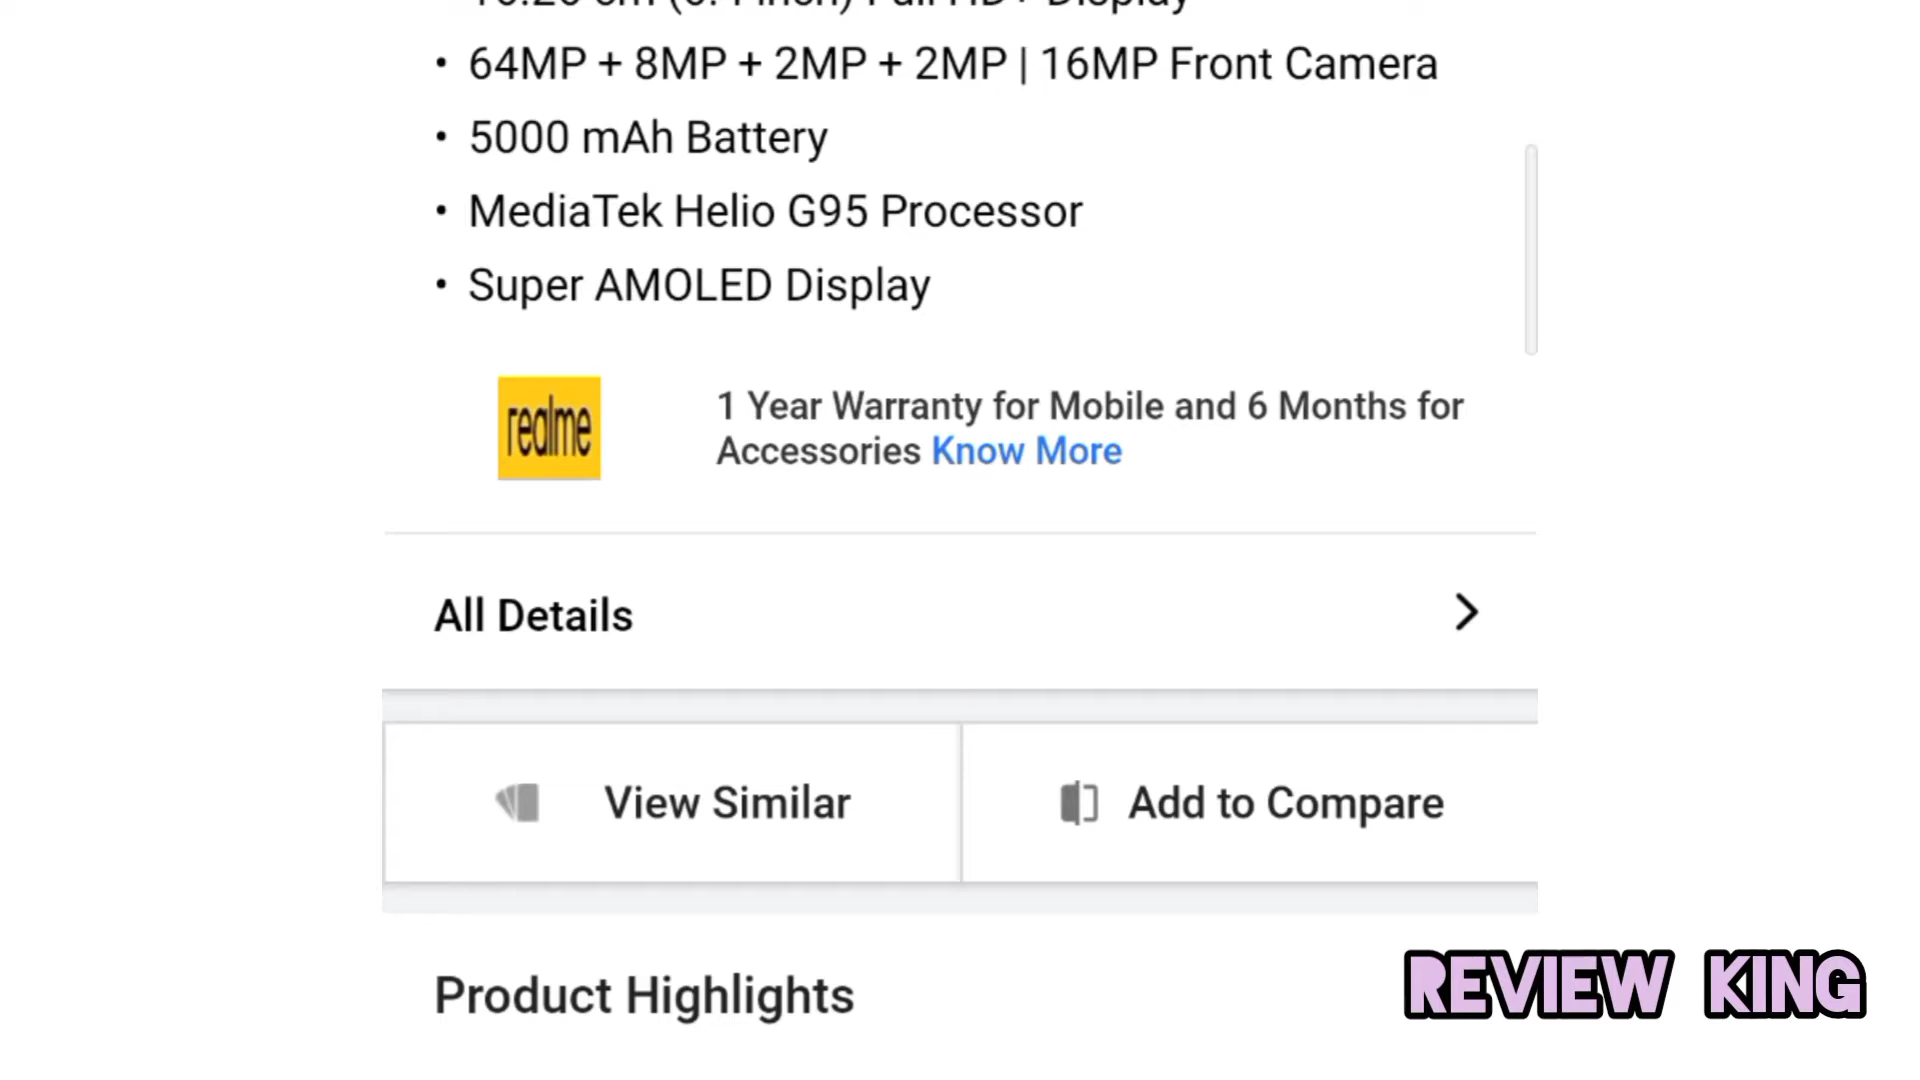 Display
• 64MP + 8MP + 2MP + 2MP | 16MP Front Camera
• 5000 mAh Battery
• MediaTek Helio G95 Processor
• Super AMOLED Display
realme
1 Year Warranty for Mobile and 6 Months for
Accessories Know More
All Details
View Similar
Add to Compare
Product Highlights
REVIEW KING